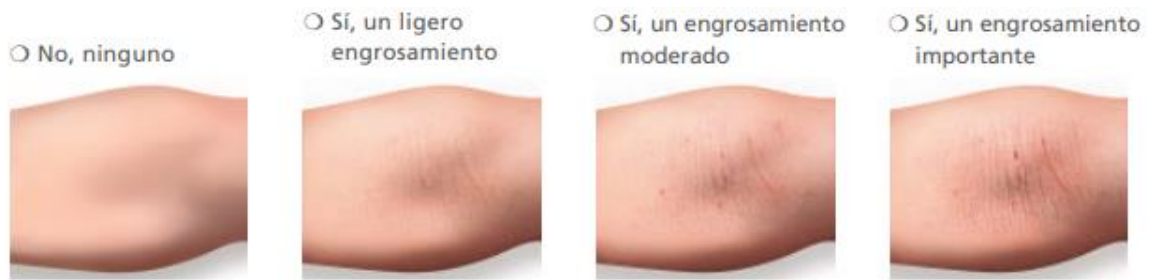 ❍ No, ninguno
❍ Sí, un ligero
engrosamiento
❍ Sí, un engrosamiento
moderado
❍ Sí, un engrosamiento
importante